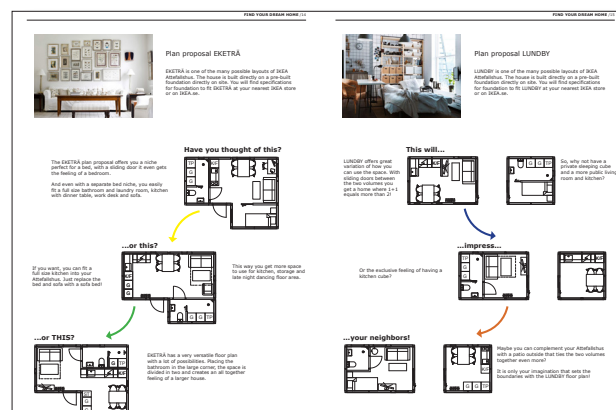 FIND YOUR DREAM HOME
Plan proposal EKETRÅ
EKETRÅ is one of the many possible layouts of IKEA
Attefallshus. The house is built directly on a pre-built
foundation directly on site. You will find specifications
for foundation to fit EKETRÅ at your nearest IKEA store
or on IKEA.se.
Have you thought of this?
The EKETRÅ plan proposal offers you a niche
perfect for a bed, with a sliding door it even gets
the feeling of a bedroom.
And even with a separate bed niche, you easily
fit a full size bathroom and laundry room, kitchen
with dinner table, work desk and sofa.
TP
K/F
G
G
...or this?
If you want, you can fit a
full size kitchen into your
Attefallshus. Just replace the
bed and sofa with a sofa bed!
TP
G
K/F
G
G
G
TP
This way you get more space
to use for kitchen, storage and
late night dancing floor area.
...or THIS?
EKETRÅ has a very versatile floor plan
with a lot of possibilities. Placing the
bathroom in the large corner, the space is
divided in two and creates an all together
feeling of a larger house.
G
G
FIND YOUR DREAM HOME
Plan proposal LUNDBY
LUNDBY is one of the many possible layouts of IKEA
Attefallshus. The house is built directly on a pre-built
foundation directly on site. You will find specifications
for foundation to fit LUNDBY at your nearest IKEA store
or on IKEA.se.
This will...
LUNDBY offers great
variation of how you
can use the space. With
sliding doors between
the two volumes you
get a home where 1+1
equals more than 2!
K/F
G G TP
So, why not have a
private sleeping cube
and a more public living
room and kitchen?
...impress...
Or the exclusive feeling of having a
kitchen cube?
TP
G
G
K/F
...your neighbors!
K/F
G G TP
Maybe you can complement your Attefallshus
with a patio outside that ties the two volumes
together even more?
It is only your imagination that sets the
boundaries with the LUNDBY floor plan!